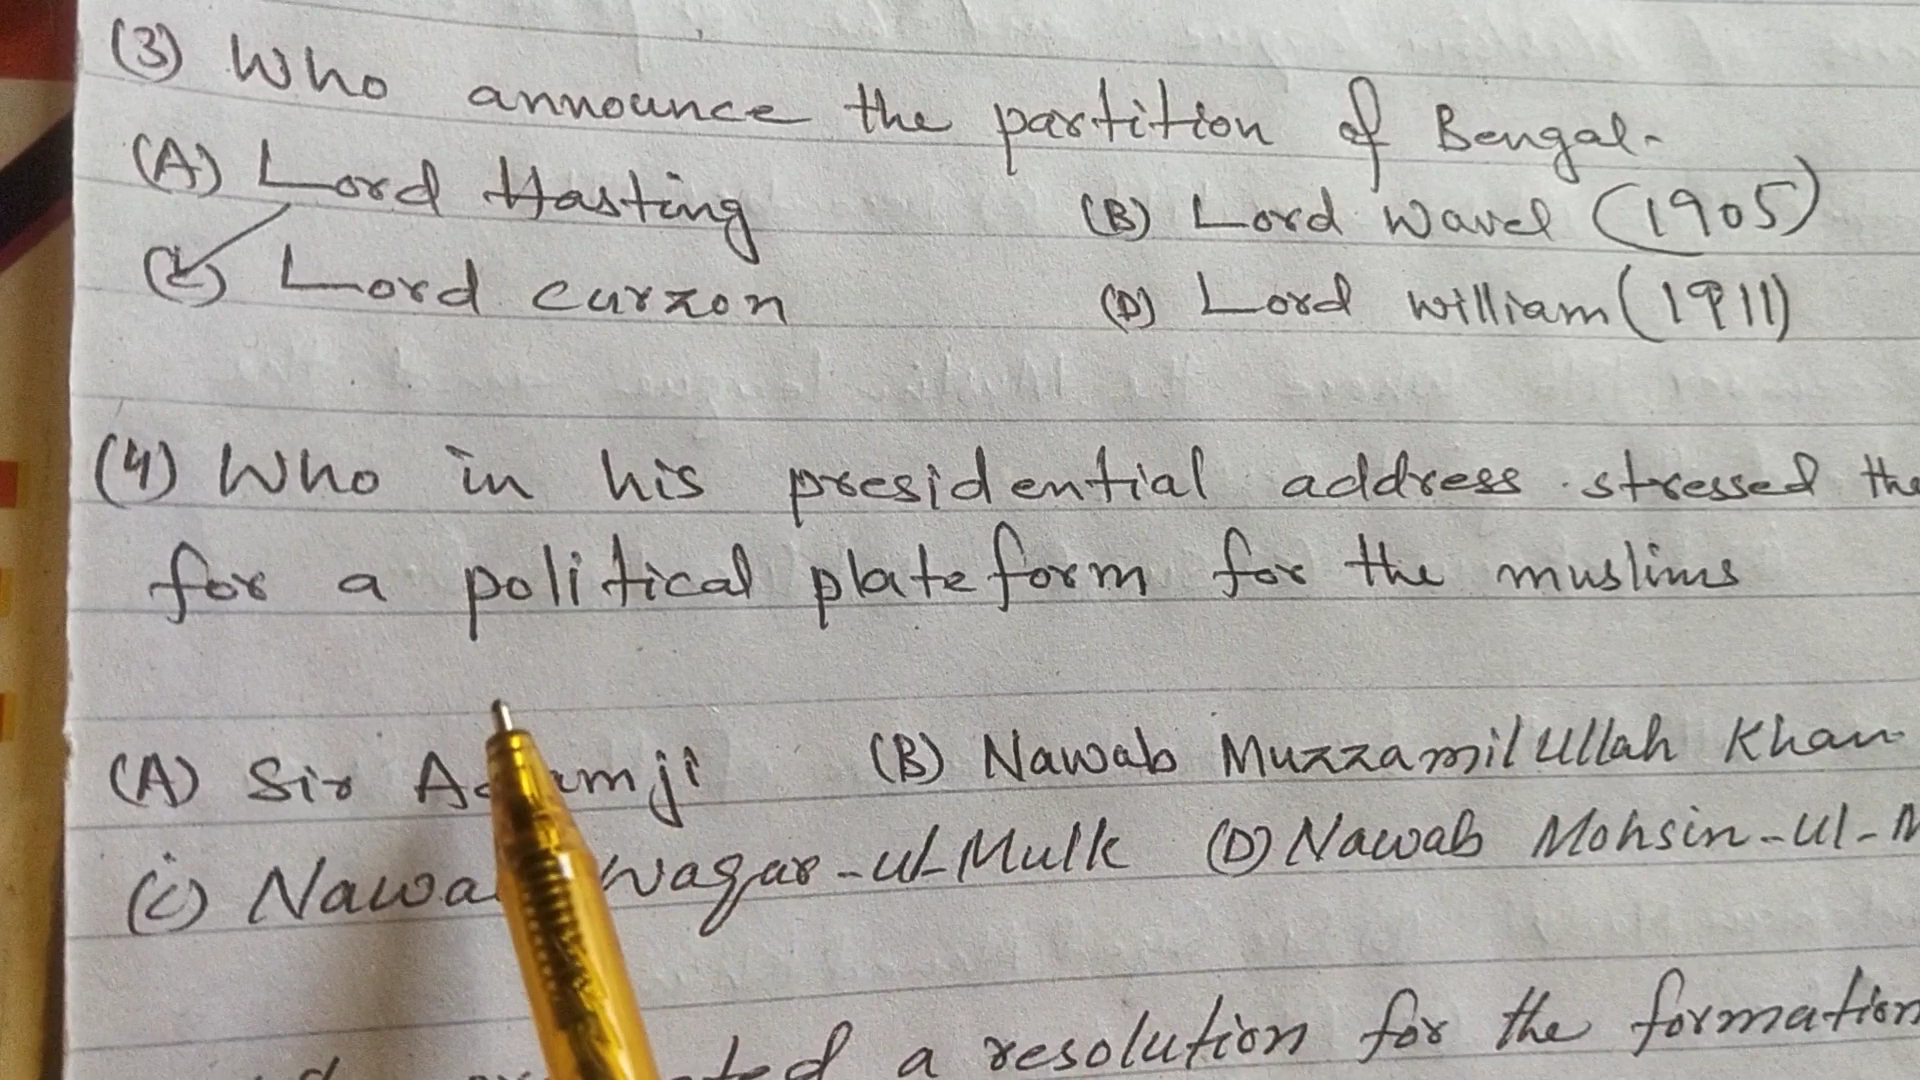 (3) Who announce the partition of Bengal-
(A) Lord Hasting (B) Lord Wavel (1905)
(C) Lord curzon (D) Lord william (1911)
(4) Who in his presidential address stressed the
for a political plateform for the muslims
(A) Sir (B) Nawab Muzzamil Ullah Khan
(C) Waqar-ul-Mulk (D) Nawab Mohsin-ul-M
a resolution for the formation